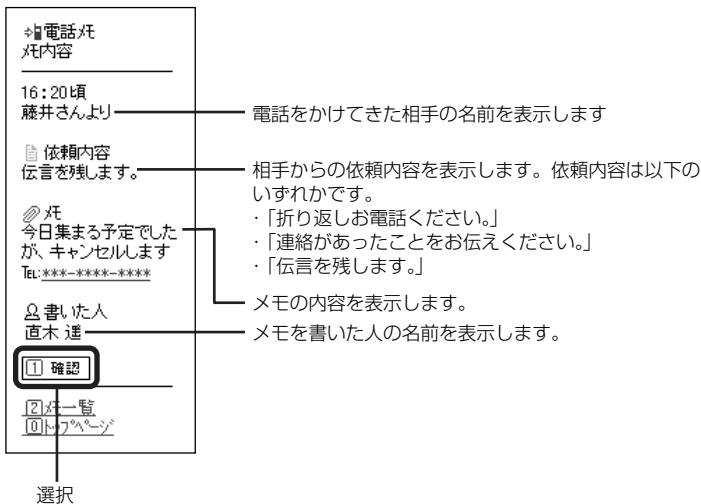 電話メモ
メモ内容
16:20頃
藤井さんより
電話をかけてきた相手の名前を表示します
依頼内容
伝言を残します。
相手からの依頼内容を表示します。依頼内容は以下の
いずれかです。
・「折り返しお電話ください。」
・「連絡があったことをお伝えください。」
・「伝言を残します。」
メモ
今日集まる予定でした
が、キャンセルします
TEL:***-****-****
メモの内容を表示します。
書いた人
直木 遥
メモを書いた人の名前を表示します。
1 確認
2メモ一覧
0トップページ
選択